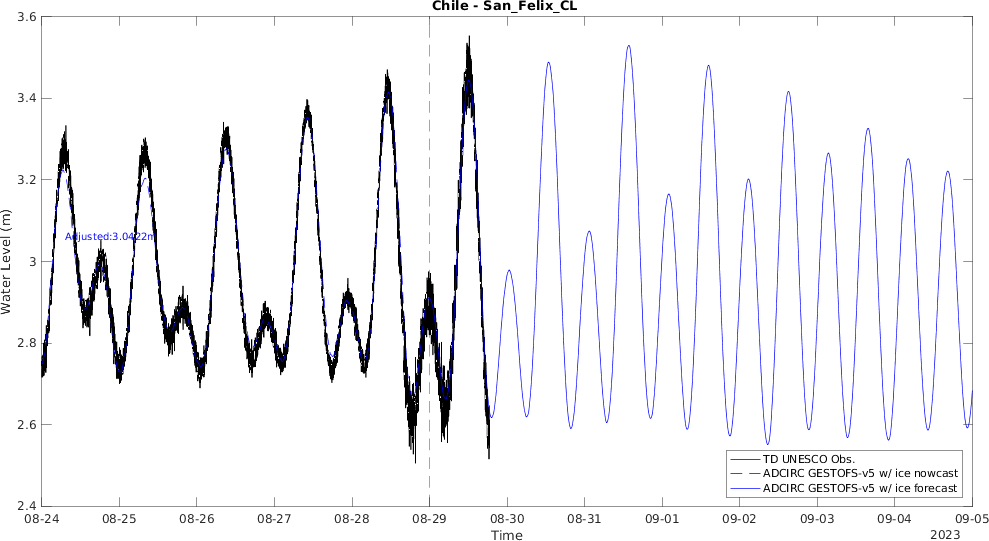 Chile - San_Felix_CL
Water Level (m)
3.6
3.4
3.2
3
2.8
2.6
2.4
Adjusted:3.0422m
TD UNESCO Obs.
ADCIRC GESTOFS-v5 w/ ice nowcast
ADCIRC GESTOFS-v5 w/ ice forecast
08-24 08-25 08-26 08-27 08-28 08-29 08-30 08-31 09-01 09-02 09-03 09-04 09-05
Time
2023